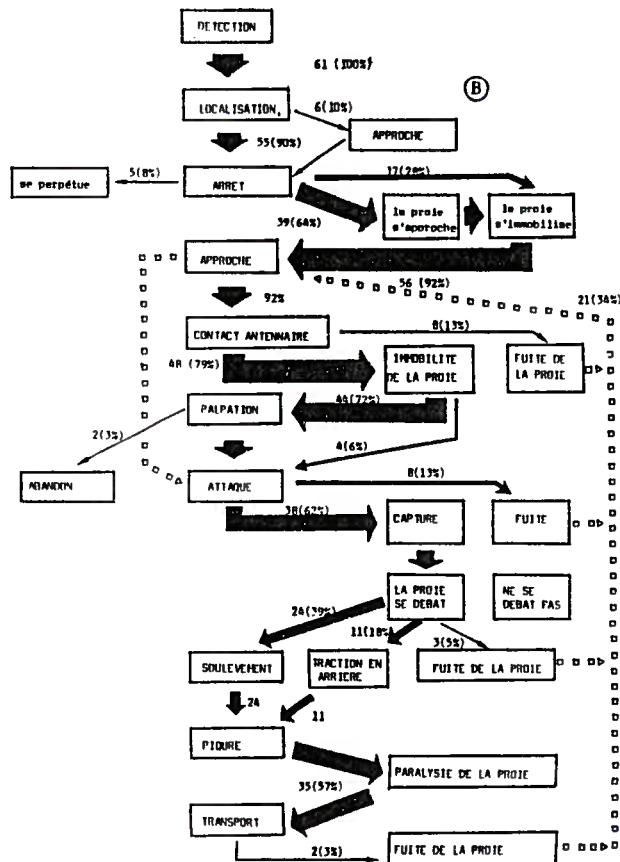 DETECTION
61 (100%)
B
LOCALISATION,
6(10%)
APPROCHE
55(90%)
5(8%)
17(28%)
se perpétue
ARRET
la proie
s'approche
la proie
s'immobilise
39(64%)
APPROCHE
56 (92%)
21(34%)
92%
CONTACT ANTENNAIRE
8(13%)
48 (79%)
IMMOBILITE
DE LA PROIE
FUITE DE
LA PROIE
44(72%)
PALPATION
2(3%)
4(6%)
ABANDON
ATTAQUE
8(13%)
38(62%)
CAPTURE
FUITE
LA PROIE
SE DEBAT
NE SE
DEBAT PAS
24(39%)
11(18%)
3(5%)
SOULEVEMENT
TRACTION EN
ARRIERE
FUITE DE LA PROIE
24
11
PIQURE
PARALYSIE DE LA PROIE
35(57%)
TRANSPORT
2(3%)
FUITE DE LA PROIE